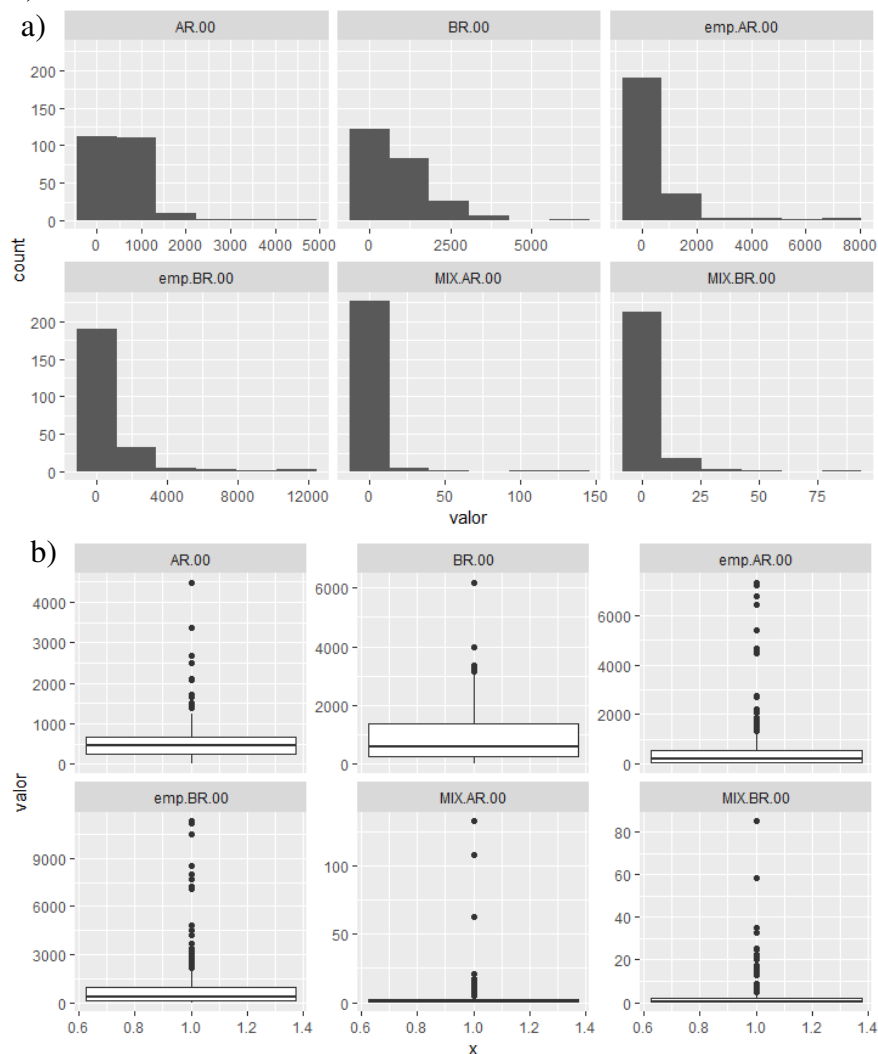 a)
AR.00 BR.00 emp.AR.00
200
150
100
50
0
0 1000 2000 3000 4000 5000 0 2500 5000 0 2000 4000 6000 8000
count
emp.BR.00 MIX.AR.00 MIX.BR.00
200
150
100
50
0
0 4000 8000 12000 0 50 100 150 0 25 50 75
valor
b)
AR.00 BR.00 emp.AR.00
4000 6000 6000
3000 4000 4000
2000 2000 2000
1000 0 0
0
valor
emp.BR.00 MIX.AR.00 MIX.BR.00
9000 100 80
6000 50 60
3000 0 40
0 20
0
0.6 0.8 1.0 1.2 1.4 0.6 0.8 1.0 1.2 1.4 0.6 0.8 1.0 1.2 1.4
x